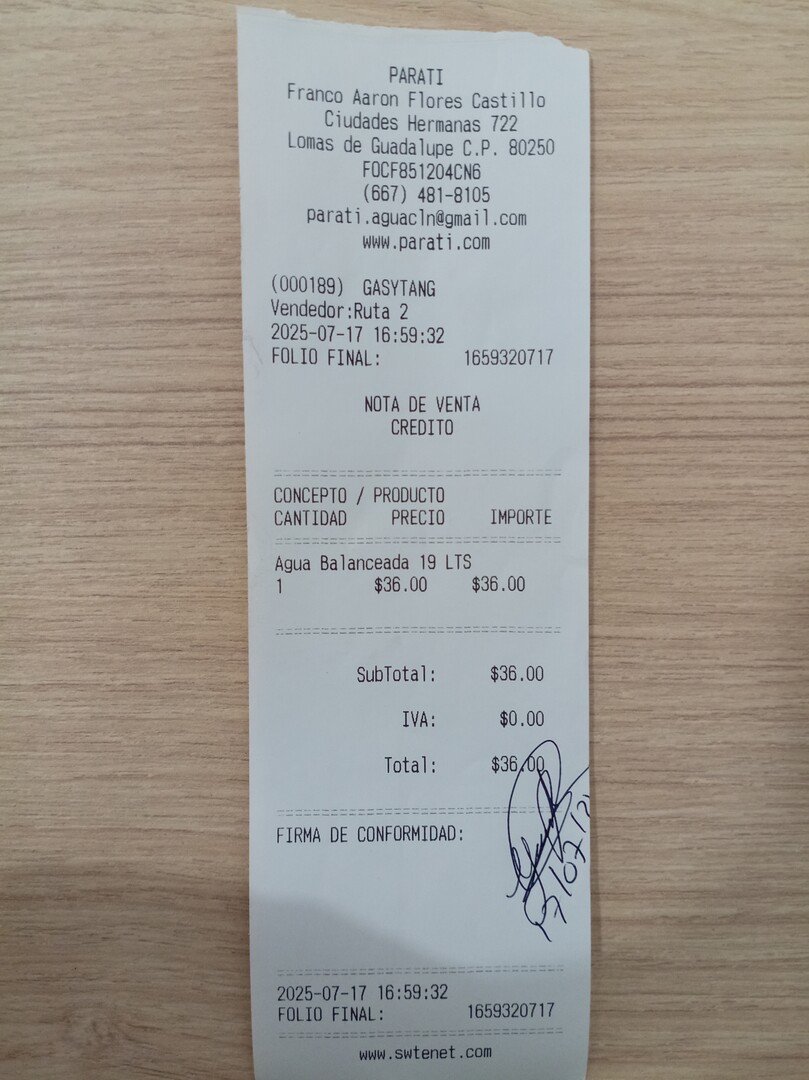 PARATI
Franco Aaron Flores Castillo
Ciudades Hermanas 722
Lomas de Guadalupe C.P. 80250
FOCF851204CN6
(667) 481-8105
parati.aguacln@gmail.com
www.parati.com
(000189) GASYTANG
Vendedor:Ruta 2
2025-07-17 16:59:32
FOLIO FINAL: 1659320717
NOTA DE VENTA
CREDITO
CONCEPTO / PRODUCTO
CANTIDAD PRECIO IMPORTE
Agua Balanceada 19 LTS
1 $36.00 $36.00
SubTotal: $36.00
IVA: $0.00
Total: $36.00
FIRMA DE CONFORMIDAD:
2025-07-17 16:59:32
FOLIO FINAL: 1659320717
www.swtenet.com